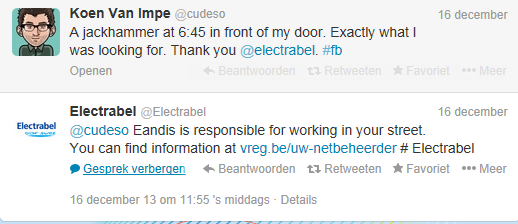 Koen Van Impe @cudeso 16 december
A jackhammer at 6:45 in front of my door. Exactly what I
was looking for. Thank you @electrabel. #fb
Openen Beantwoorden Retweeten Favoriet Meer
Electrabel
Electrabel @Electrabel 16 december
@cudeso Eandis is responsible for working in your street.
You can find information at vreg.be/uw-netbeheerder # Electrabel
Gesprek verbergen Beantwoorden Retweeten Favoriet Meer
16 december 13 om 11:55 's middags · Details